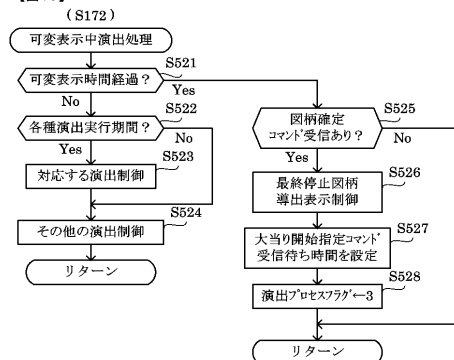 (S172)
可変表示中演出処理
S521
可変表示時間経過？
Yes
No
S522
各種演出実行期間？
No
Yes
S523
対応する演出制御
S524
その他の演出制御
リターン
S525
図柄確定
コマンド受信あり？
No
Yes
S526
最終停止図柄
導出表示制御
S527
大当り開始指定コマンド
受信待ち時間を設定
S528
演出プロセスフラグ←3
リターン